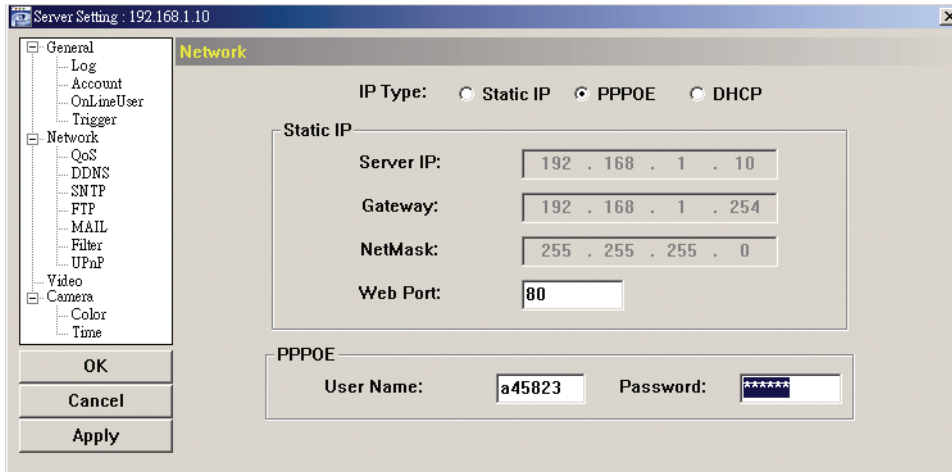 Server Setting : 192.168.1.10
General
Log
Account
OnLineUser
Trigger
Network
QoS
DDNS
SNTP
FTP
MAIL
Filter
UPnP
Video
Camera
Color
Time
OK
Cancel
Apply
Network
IP Type: Static IP PPPOE DHCP
Static IP
Server IP: 192 . 168 . 1 . 10
Gateway: 192 . 168 . 1 . 254
NetMask: 255 . 255 . 255 . 0
Web Port: 80
PPPOE
User Name: a45823 Password: ******